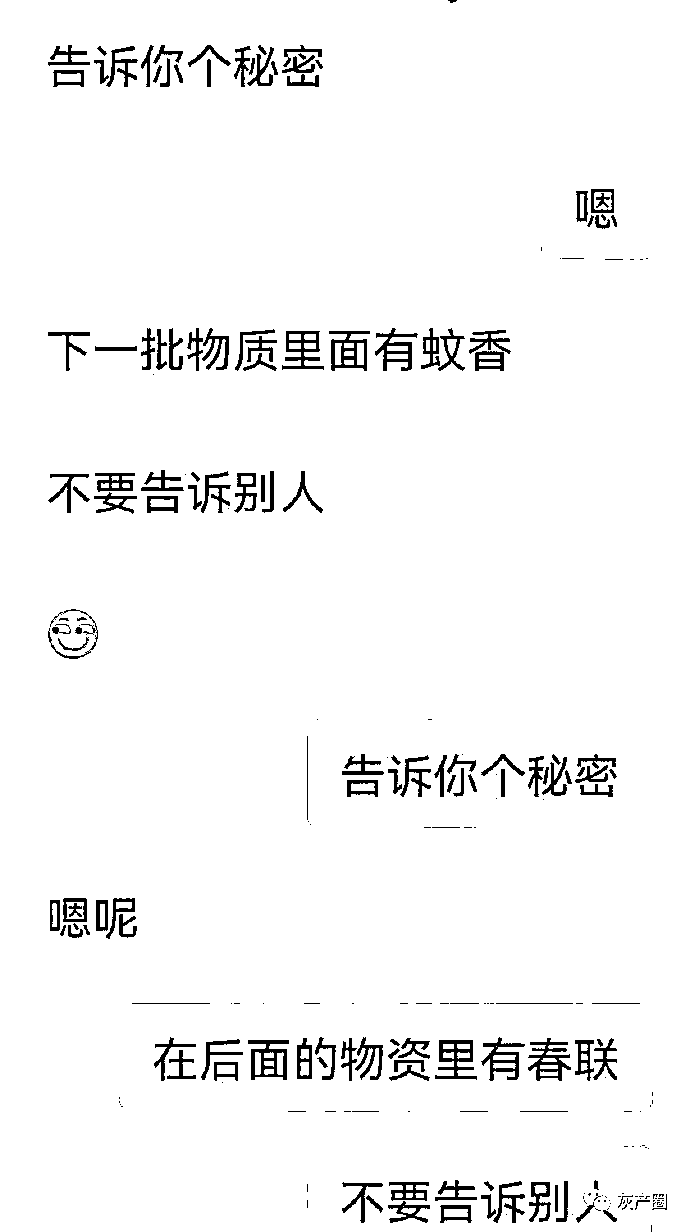 告诉你个秘密
嗯
下一批物质里面有蚊香
不要告诉别人
告诉你个秘密
嗯呢
在后面的物资里有春联
不要告诉别人
灰产圈